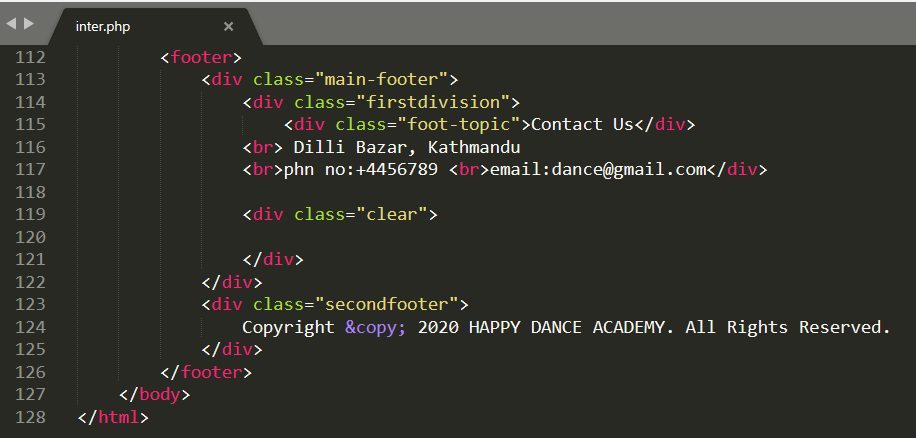 inter.php ×
112 <footer>
113 <div class="main-footer">
114 <div class="firstdivision">
115 <div class="foot-topic">Contact Us</div>
116 <br> Dilli Bazar, Kathmandu
117 <br>phn no:+4456789 <br>email:dance@gmail.com</div>
118
119 <div class="clear">
120
121 </div>
122 </div>
123 <div class="secondfooter">
124 Copyright &copy; 2020 HAPPY DANCE ACADEMY. All Rights Reserved.
125 </div>
126 </footer>
127 </body>
128 </html>